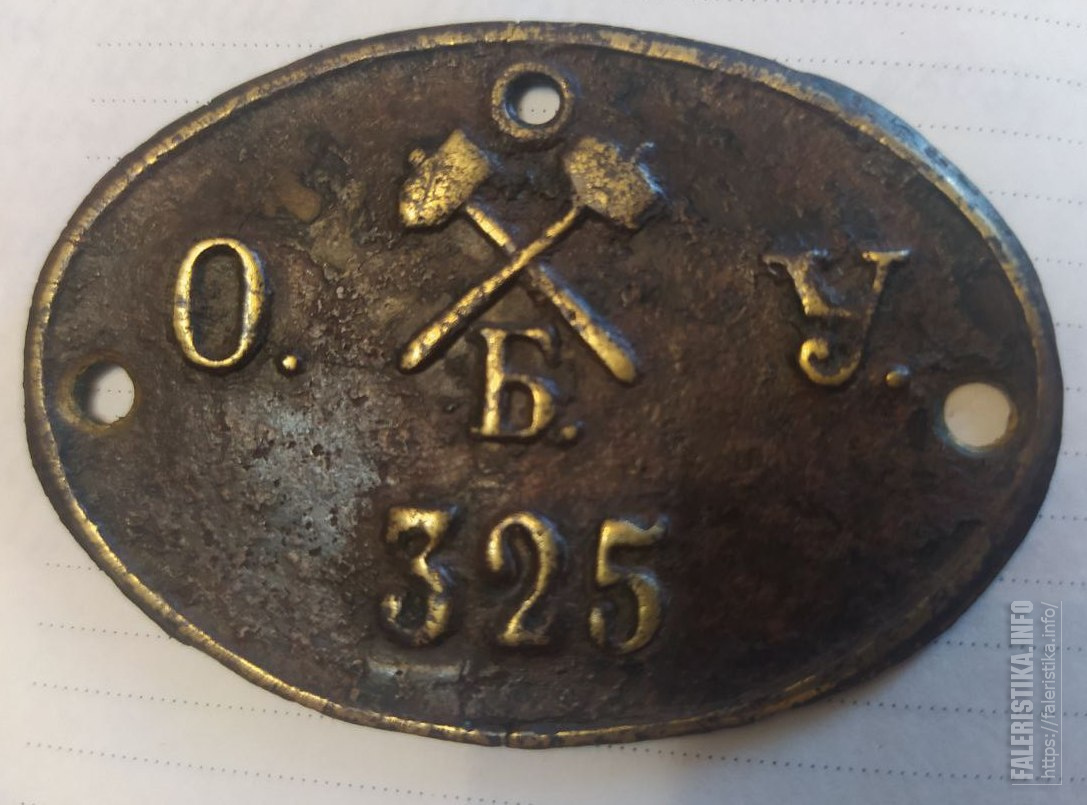 О. У.
Б.
325
FALERISTIKA.INFO
https://faleristika.info/